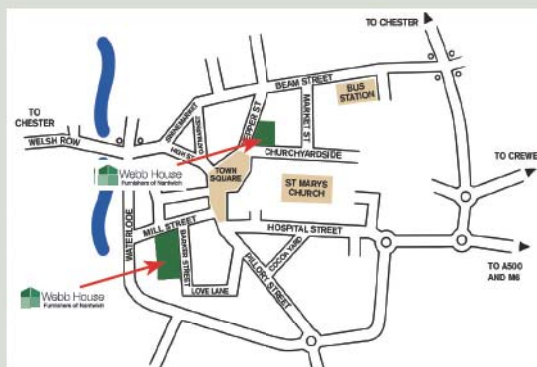 TO CHESTER
BEAM STREET
BUS
STATION
TO
CHESTER
WELSH ROW
SWINEMARKET
OATMARKET
HIGH ST
PEPPER ST
MARKET ST
CHURCHYARDSIDE
TO CREWE
Webb House
Furnishers of Nantwich
TOWN
SQUARE
ST MARYS
CHURCH
WATERLODE
MILL STREET
HOSPITAL STREET
BARKER STREET
COCOA YARD
PILLORY STREET
LOVE LANE
Webb House
Furnishers of Nantwich
TO A500
AND M6